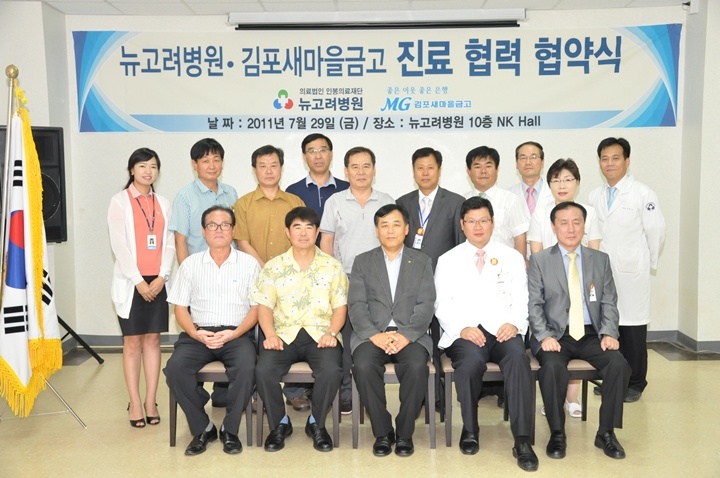 뉴고려병원 · 김포새마을금고 진료 협력 협약식
의료법인 인봉의료재단
뉴고려병원
좋은 이웃 좋은 은행
MG 김포새마을금고
날 짜 : 2011년 7월 29일 (금) / 장소 : 뉴고려병원 10층 NK Hall